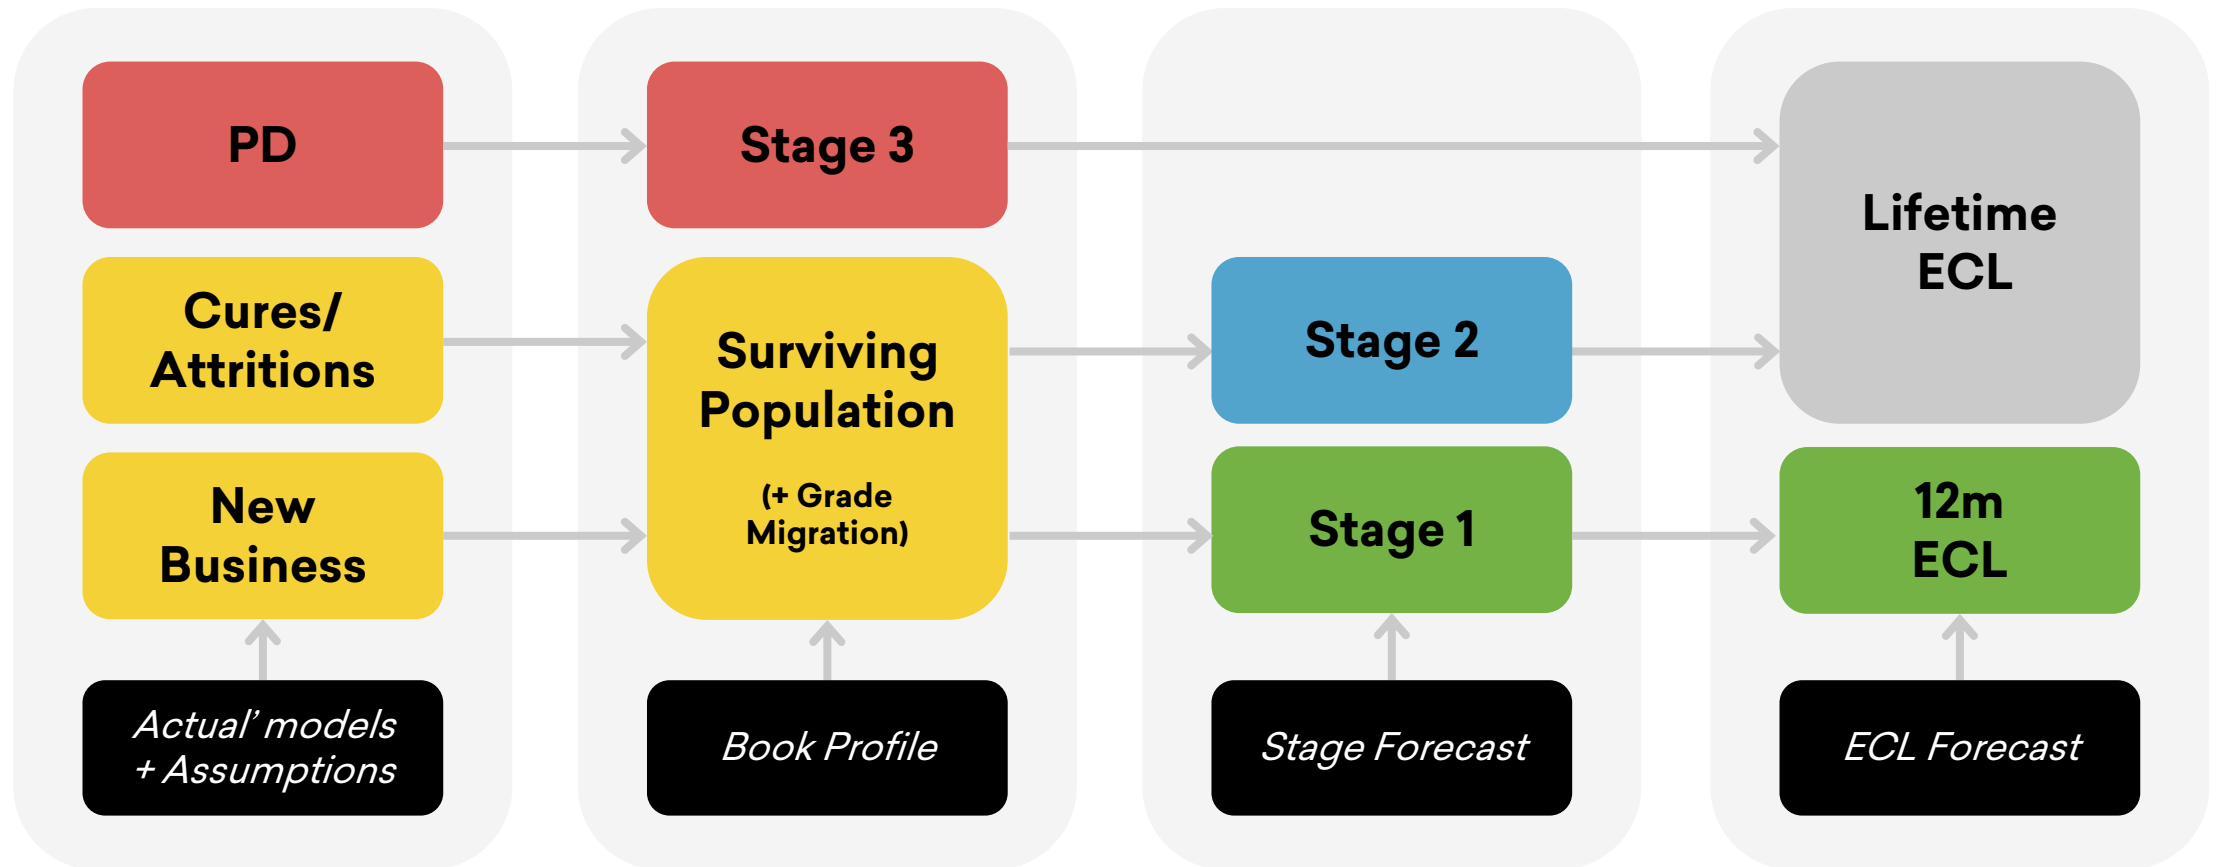 PD
Stage 3
Lifetime
ECL
Cures/
Attritions
Surviving
Population
(+ Grade
Migration)
Stage 2
New
Business
Stage 1
12m
ECL
Actual’ models
+ Assumptions
Book Profile
Stage Forecast
ECL Forecast